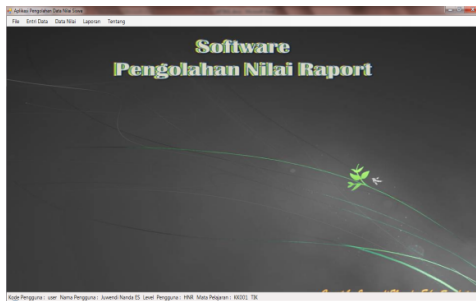 Aplikasi Pengolahan Data Nilai Siswa
File Entri Data Data Nilai Laporan Tentang
Software
Pengolahan Nilai Raport
Kode Pengguna : user Nama Pengguna : Juwendi Nanda ES Level Pengguna : HNR Mata Pelajaran : KK001 TIK